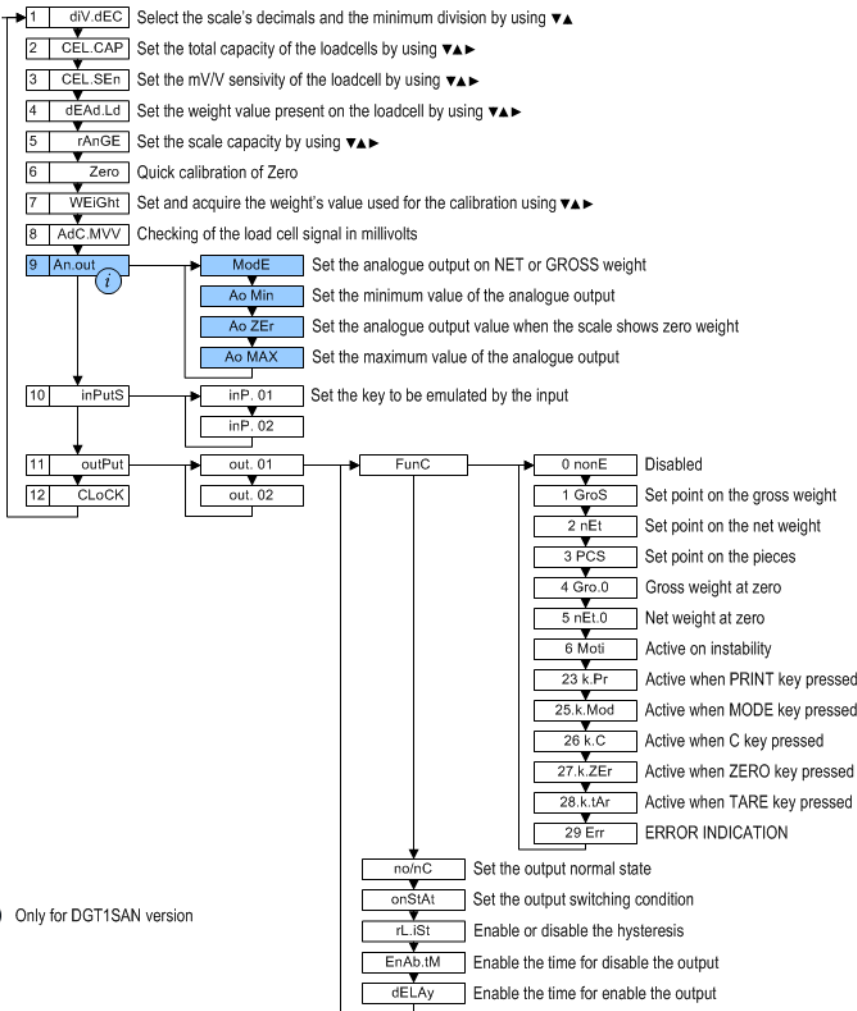 1 diV.dEC Select the scale's decimals and the minimum division by using ▼▲
2 CEL.CAP Set the total capacity of the loadcells by using ▼▲►
3 CEL.SEn Set the mV/V sensivity of the loadcell by using ▼▲►
4 dEAd.Ld Set the weight value present on the loadcell by using ▼▲►
5 rAnGE Set the scale capacity by using ▼▲►
6 Zero Quick calibration of Zero
7 WEiGht Set and acquire the weight's value used for the calibration using ▼▲►
8 AdC.MVV Checking of the load cell signal in millivolts
9 An.out i ModE Set the analogue output on NET or GROSS weight
Ao Min Set the minimum value of the analogue output
Ao ZEr Set the analogue output value when the scale shows zero weight
Ao MAX Set the maximum value of the analogue output
10 inPutS inP. 01 Set the key to be emulated by the input
inP. 02
11 outPut out. 01 FunC 0 nonE Disabled
12 CLoCK out. 02 1 GroS Set point on the gross weight
2 nEt Set point on the net weight
3 PCS Set point on the pieces
4 Gro.0 Gross weight at zero
5 nEt.0 Net weight at zero
6 Moti Active on instability
23 k.Pr Active when PRINT key pressed
25.k.Mod Active when MODE key pressed
26 k.C Active when C key pressed
27.k.ZEr Active when ZERO key pressed
28.k.tAr Active when TARE key pressed
29 Err ERROR INDICATION
no/nC Set the output normal state
onStAt Set the output switching condition
Only for DGT1SAN version
rL.iSt Enable or disable the hysteresis
EnAb.tM Enable the time for disable the output
dELAy Enable the time for enable the output